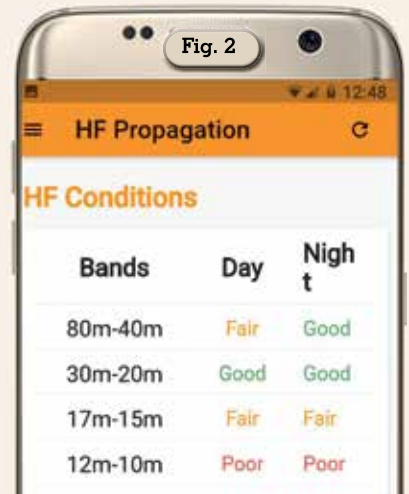 Fig. 2
12:48
HF Propagation
HF Conditions
Bands Day Nigh
t
80m-40m Fair Good
30m-20m Good Good
17m-15m Fair Fair
12m-10m Poor Poor